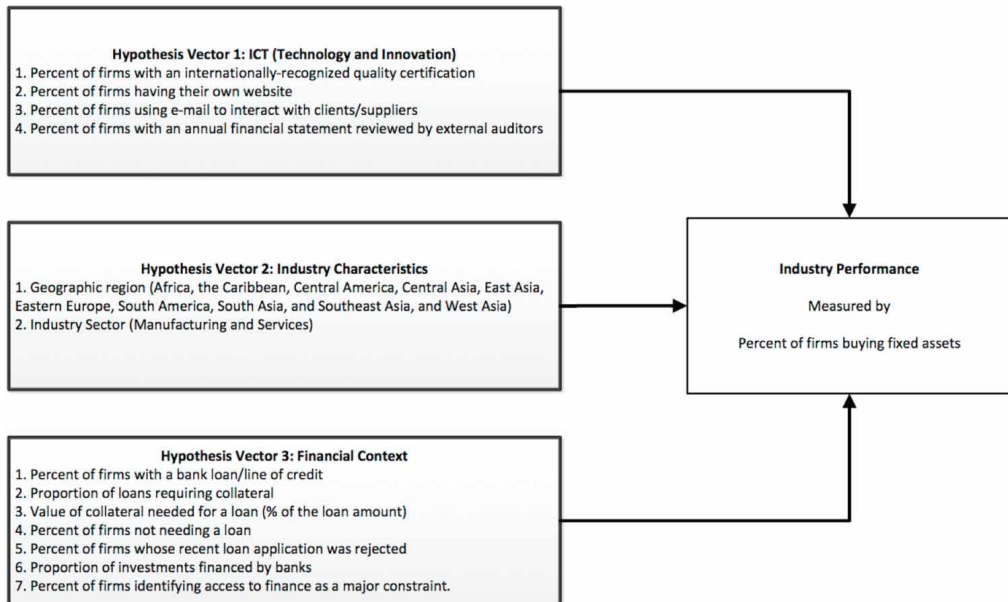 Hypothesis Vector 1: ICT (Technology and Innovation)
1. Percent of firms with an internationally-recognized quality certification
2. Percent of firms having their own website
3. Percent of firms using e-mail to interact with clients/suppliers
4. Percent of firms with an annual financial statement reviewed by external auditors
Hypothesis Vector 2: Industry Characteristics
1. Geographic region (Africa, the Caribbean, Central America, Central Asia, East Asia,
Eastern Europe, South America, South Asia, and Southeast Asia, and West Asia)
2. Industry Sector (Manufacturing and Services)
Industry Performance
Measured by
Percent of firms buying fixed assets
Hypothesis Vector 3: Financial Context
1. Percent of firms with a bank loan/line of credit
2. Proportion of loans requiring collateral
3. Value of collateral needed for a loan (% of the loan amount)
4. Percent of firms not needing a loan
5. Percent of firms whose recent loan application was rejected
6. Proportion of investments financed by banks
7. Percent of firms identifying access to finance as a major constraint.